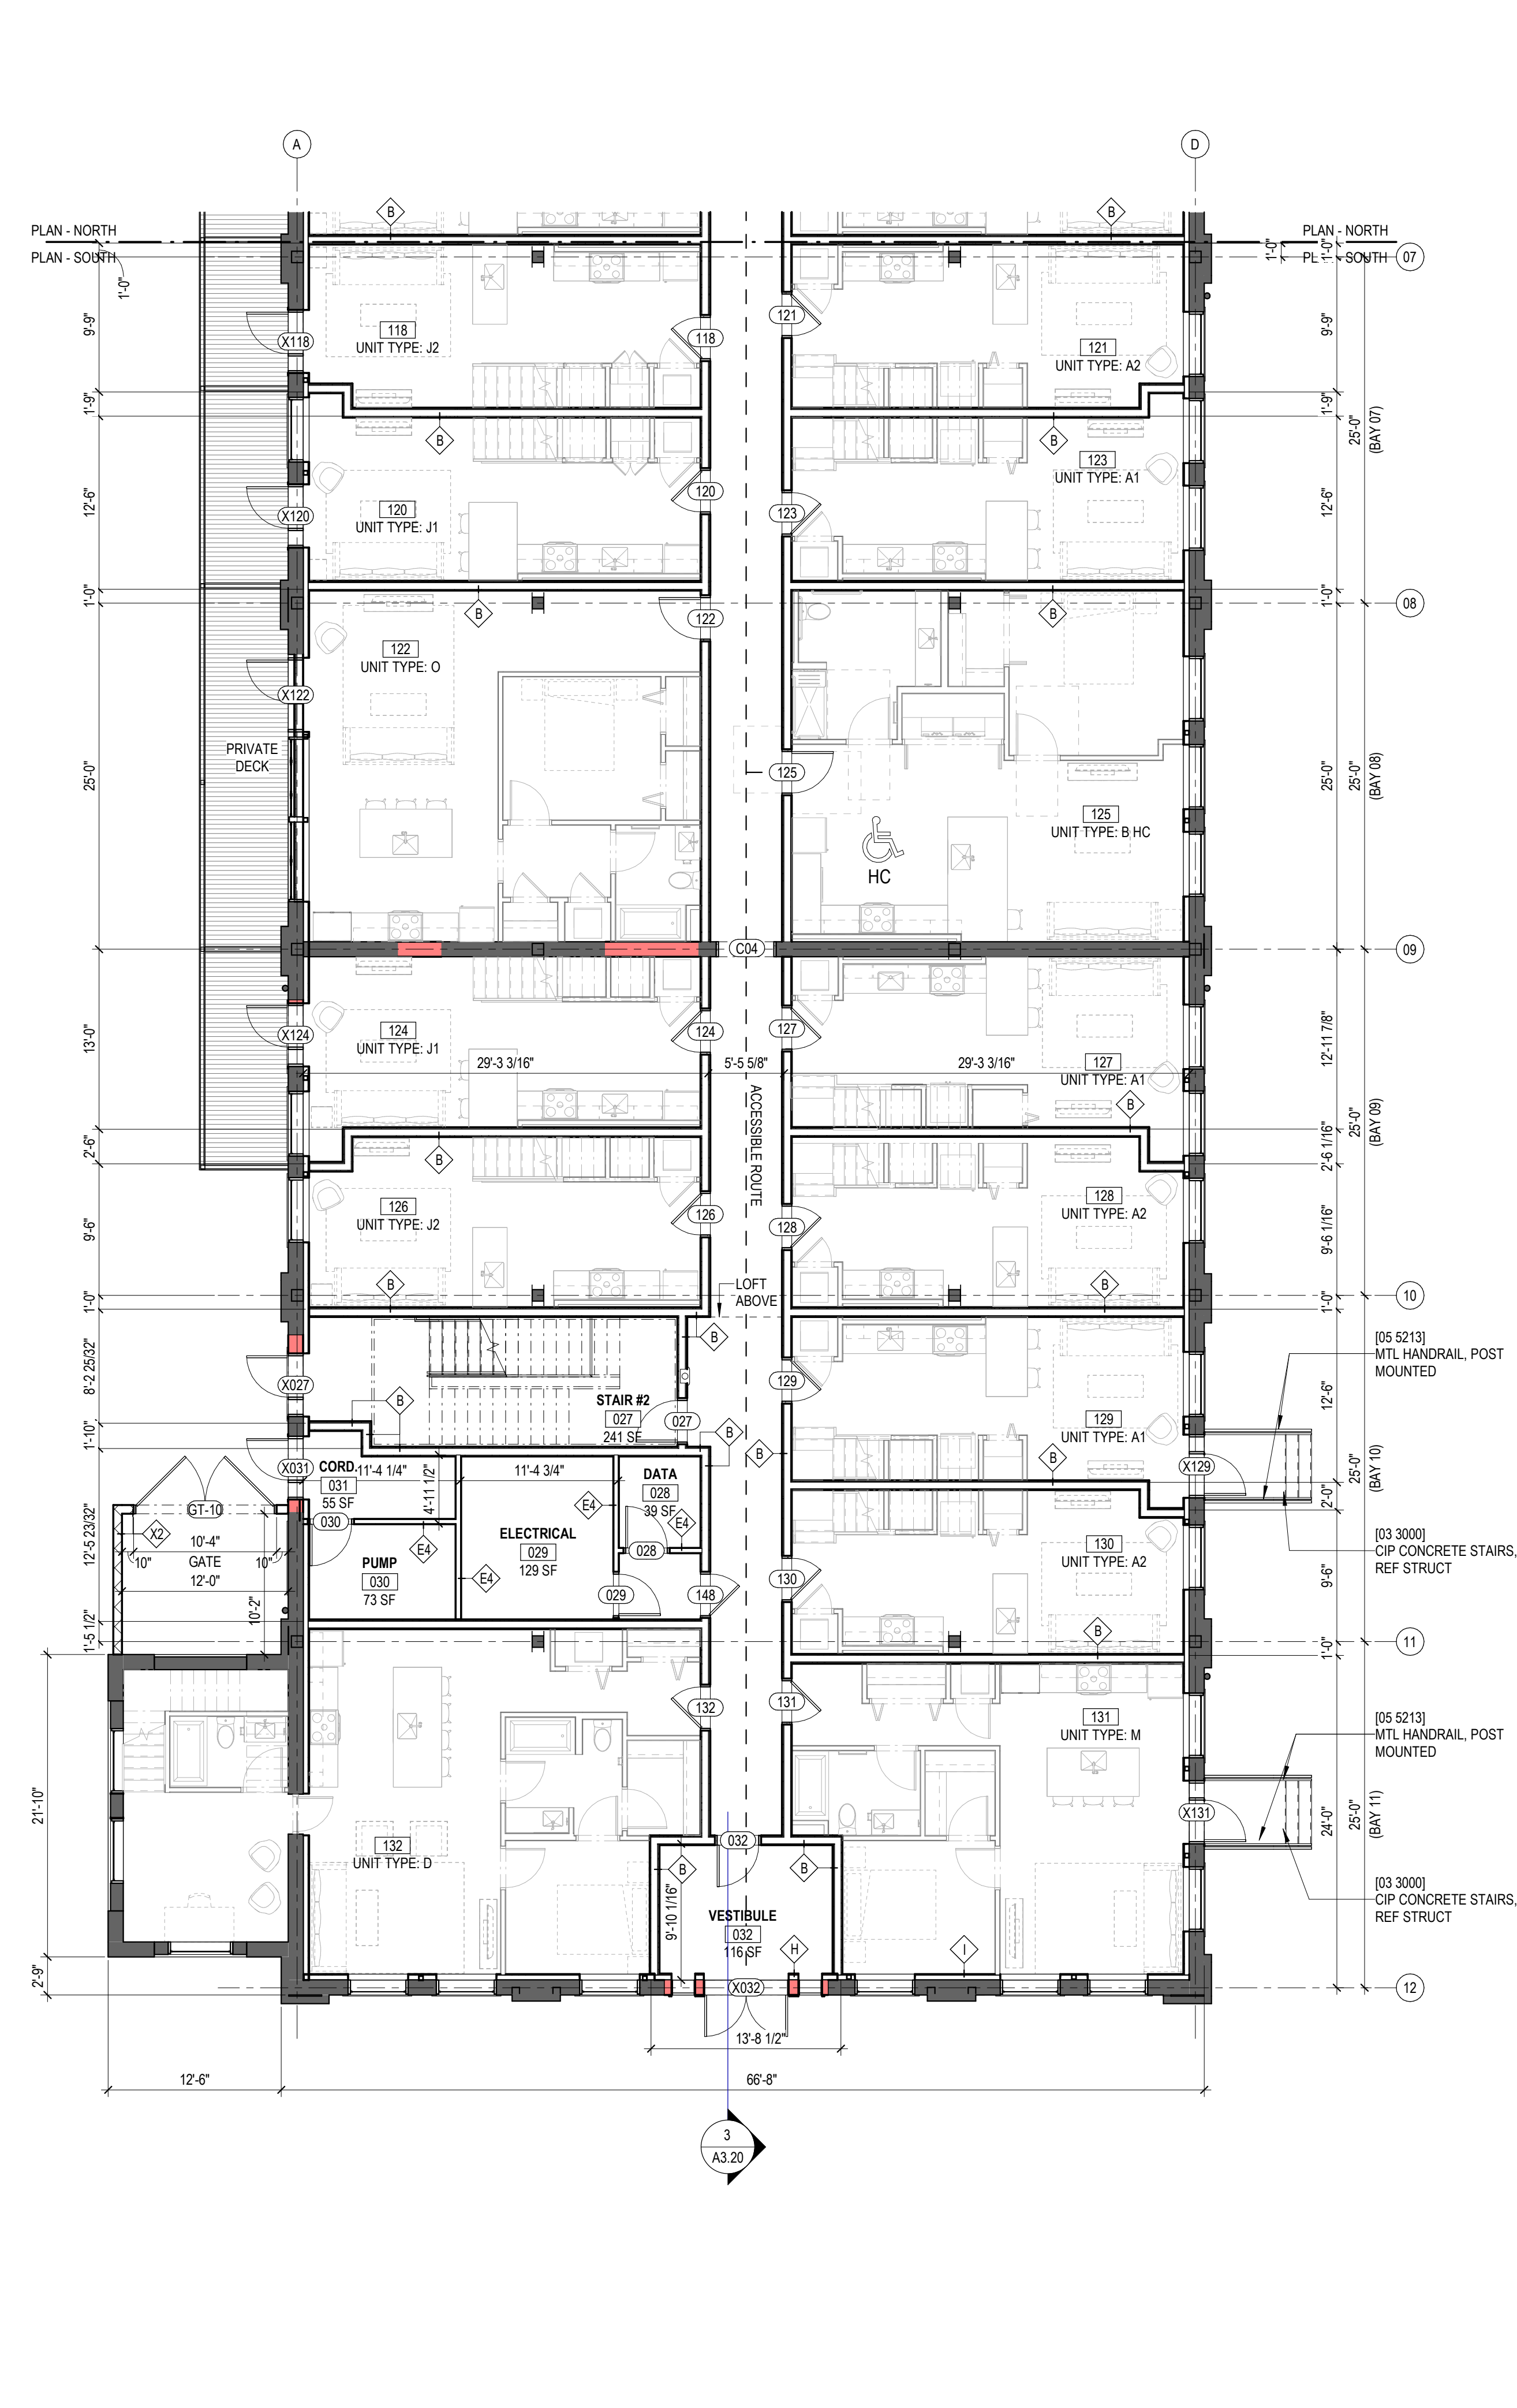 A
D
B
B
PLAN - NORTH
PLAN - NORTH
PLAN - SOUTH
SOUTH
07
1'-0"
1'-0"
1'-0"
9'-9"
X118
118
UNIT TYPE: J2
118
121
121
UNIT TYPE: A2
9'-9"
1'-9"
1'-9"
25'-0"
(BAY 07)
B
B
12'-6"
X120
120
UNIT TYPE: J1
120
123
123
UNIT TYPE: A1
12'-6"
1'-0"
1'-0"
08
B
B
122
122
UNIT TYPE: O
X122
PRIVATE
DECK
25'-0"
125
125
UNIT TYPE: B HC
HC
25'-0"
25'-0"
(BAY 08)
C04
09
13'-0"
X124
124
UNIT TYPE: J1
124
127
29'-3 3/16"
5'-5 5/8"
29'-3 3/16"
127
UNIT TYPE: A1
12'-11 7/8"
ACCESSIBLE ROUTE
B
B
2'-6"
2'-6 1/16"
25'-0"
(BAY 09)
126
UNIT TYPE: J2
126
128
128
UNIT TYPE: A2
9'-6"
9'-6 1/16"
B
B
LOFT
ABOVE
1'-0"
1'-0"
10
B
[05 5213]
MTL HANDRAIL, POST
MOUNTED
8'-2 25/32"
X027
B
STAIR #2
027
241 SF
027
129
129
UNIT TYPE: A1
12'-6"
B
B
B
1'-10"
X031
CORD.
031
55 SF
11'-4 1/4"
4'-11 1/2"
11'-4 3/4"
DATA
028
39 SF
X129
25'-0"
(BAY 10)
2'-0"
GT-10
X2
10'-4"
10"
GATE
10"
12'-0"
10'-2"
12'-5 23/32"
030
E4
E4
E4
E4
ELECTRICAL
029
129 SF
028
PUMP
030
73 SF
029
148
130
130
UNIT TYPE: A2
9'-6"
[03 3000]
CIP CONCRETE STAIRS,
REF STRUCT
1'-5 1/2"
B
1'-0"
11
132
131
131
UNIT TYPE: M
[05 5213]
MTL HANDRAIL, POST
MOUNTED
21'-10"
132
UNIT TYPE: D
X131
24'-0"
25'-0"
(BAY 11)
032
B
B
9'-10 1/16"
VESTIBULE
032
116 SF
H
I
[03 3000]
CIP CONCRETE STAIRS,
REF STRUCT
2'-9"
X032
12
13'-8 1/2"
12'-6"
66'-8"
3
A3.20